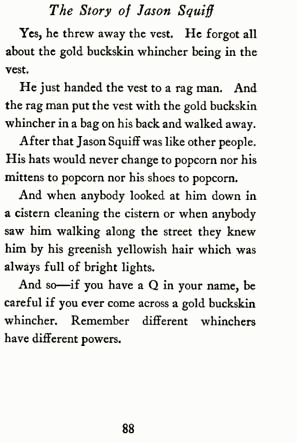 The Story of Jason Squiff
Yes, he threw away the vest. He forgot all
about the gold buckskin whincher being in the
vest.
He just handed the vest to a rag man. And
the rag man put the vest with the gold buckskin
whincher in a bag on his back and walked away.
After that Jason Squiff was like other people.
His hats would never change to popcorn nor his
mittens to popcorn nor his shoes to popcorn.
And when anybody looked at him down in
a cistern cleaning the cistern or when anybody
saw him walking along the street they knew
him by his greenish yellowish hair which was
always full of bright lights.
And so—if you have a Q in your name, be
careful if you ever come across a gold buckskin
whincher. Remember different whinchers
have different powers.
88